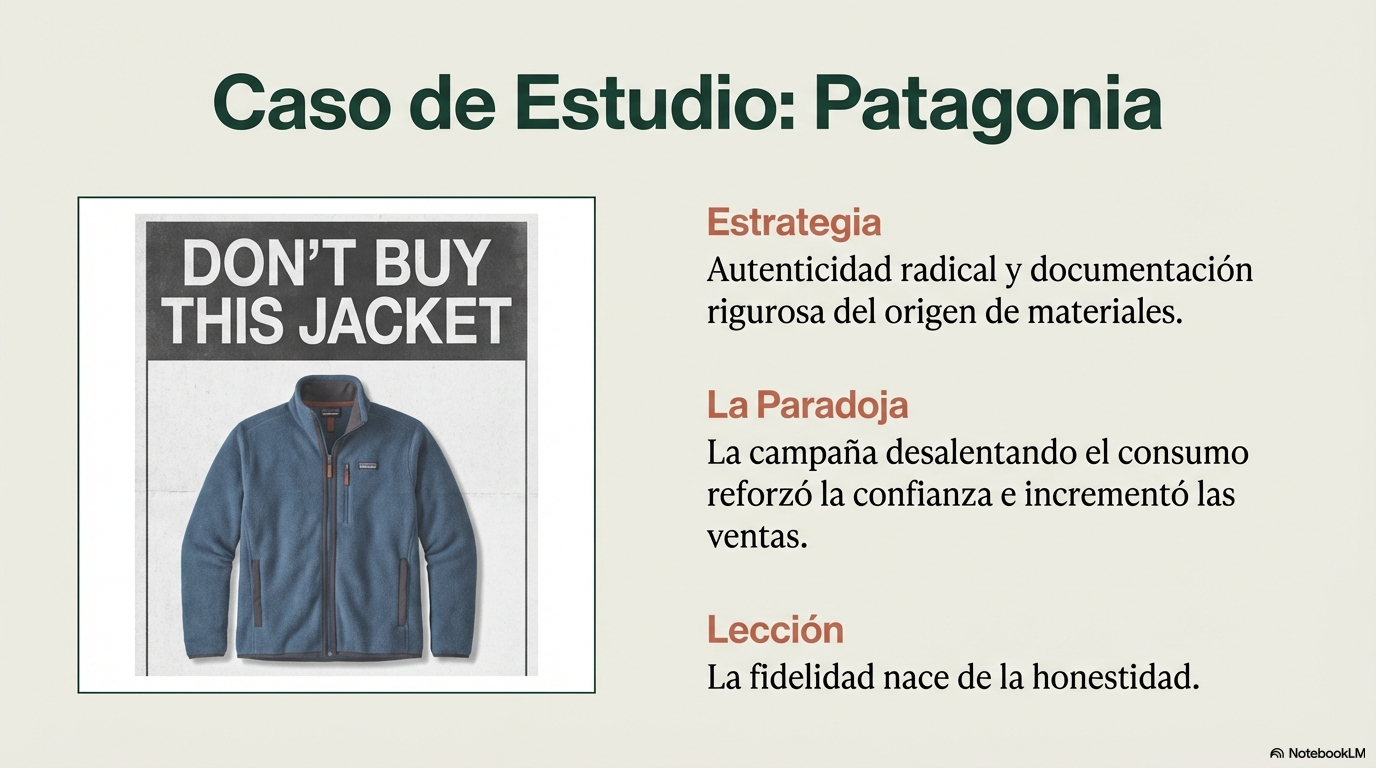 Caso de Estudio: Patagonia
DON'T BUY
THIS JACKET
Estrategia
Autenticidad radical y documentación
rigurosa del origen de materiales.
La Paradoja
La campaña desalentando el consumo
reforzó la confianza e incrementó las
ventas.
Lección
La fidelidad nace de la honestidad.
NotebookLM